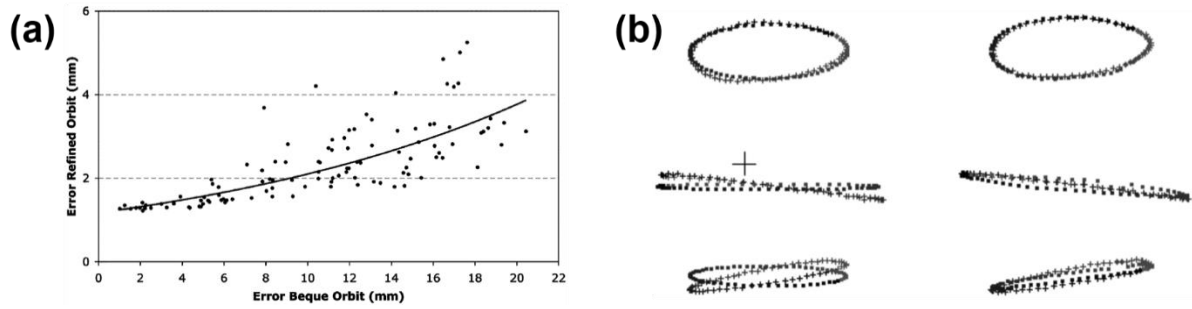 (a)
6
4
2
0
Error Refined Orbit (mm)
0 2 4 6 8 10 12 14 16 18 20 22
Error Beque Orbit (mm)
(b)